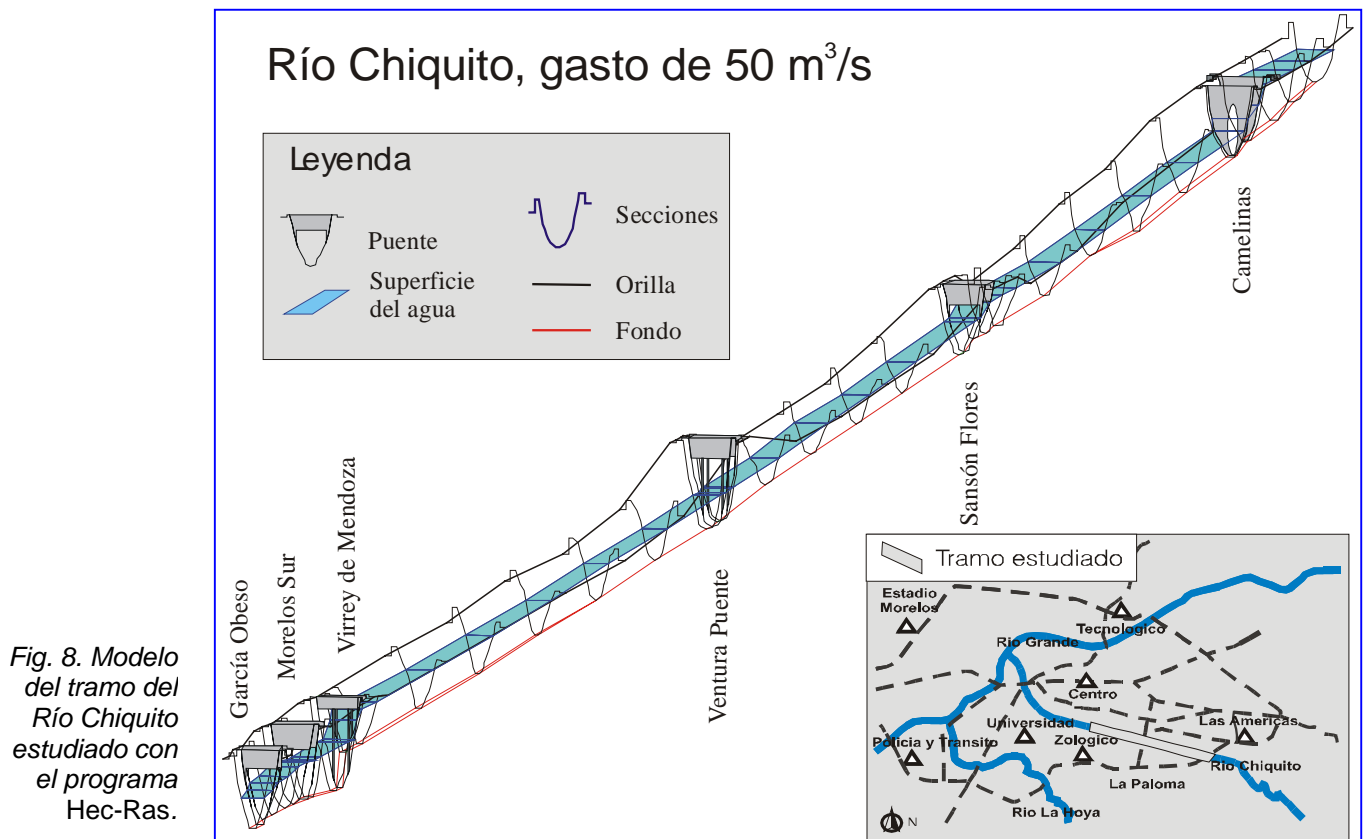 Río Chiquito, gasto de 50 m³/s
Leyenda
Puente
Superficie
del agua
Secciones
Orilla
Fondo
García Obeso
Morelos Sur
Virrey de Mendoza
Ventura Puente
Sansón Flores
Camelinas
Tramo estudiado
Estadio
Morelos
Tecnologico
Rio Grande
Centro
Universidad
Las Americas
Policia y Transito
Zologico
Rio Chiquito
La Paloma
Rio La Hoya
N
Fig. 8. Modelo
del tramo del
Río Chiquito
estudiado con
el programa
Hec-Ras.